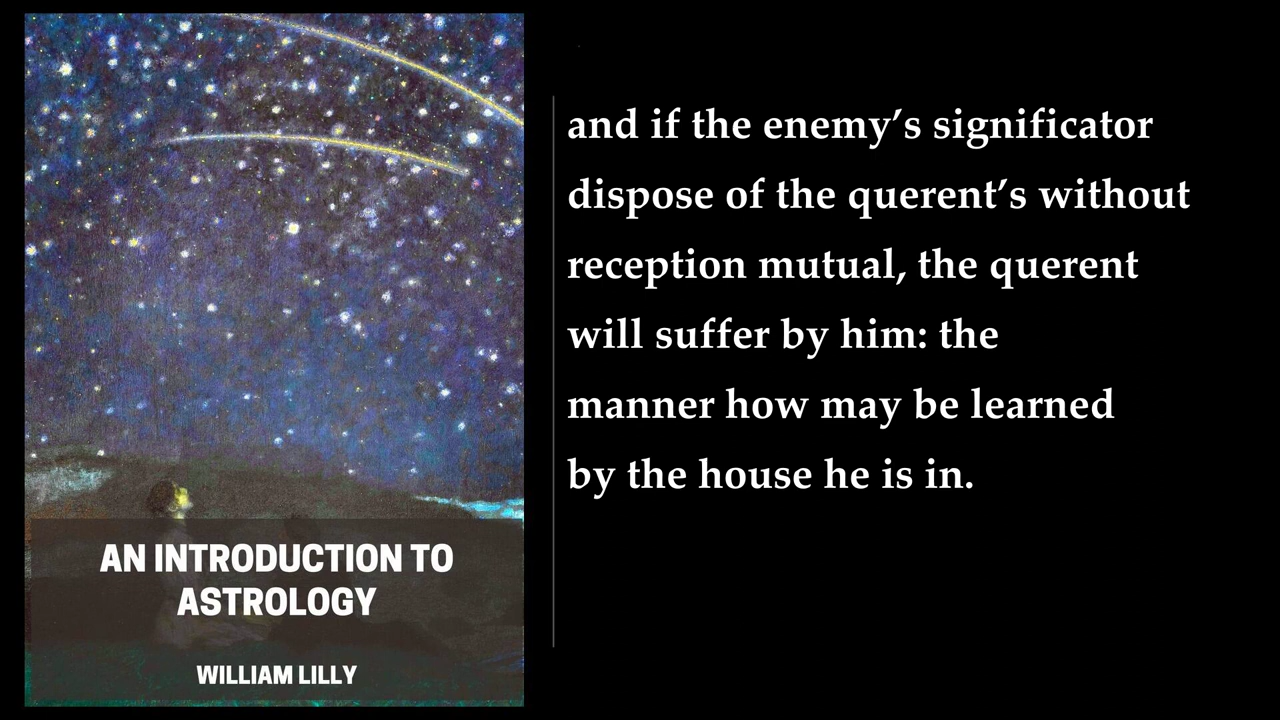 and if the enemy’s significator
dispose of the querent’s without
reception mutual, the querent
will suffer by him: the
manner how may be learned
by the house he is in.
AN INTRODUCTION TO
ASTROLOGY
WILLIAM LILLY